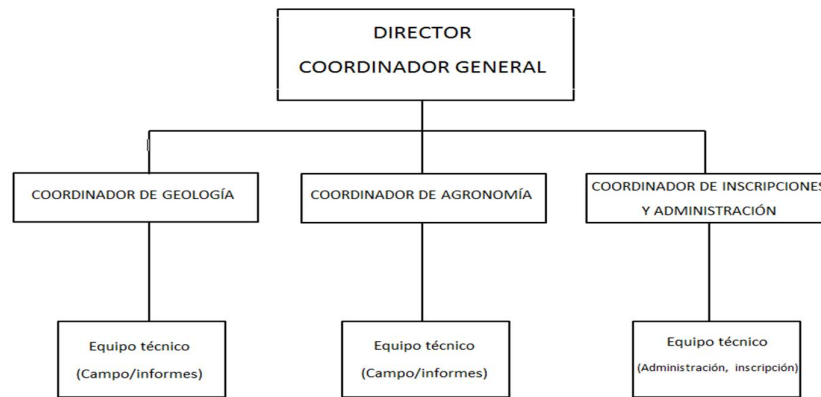 DIRECTOR
COORDINADOR GENERAL
COORDINADOR DE GEOLOGÍA
COORDINADOR DE AGRONOMÍA
COORDINADOR DE INSCRIPCIONES
Y ADMINISTRACIÓN
Equipo técnico
(Campo/informes)
Equipo técnico
(Campo/informes)
Equipo técnico
(Administración, inscripción)